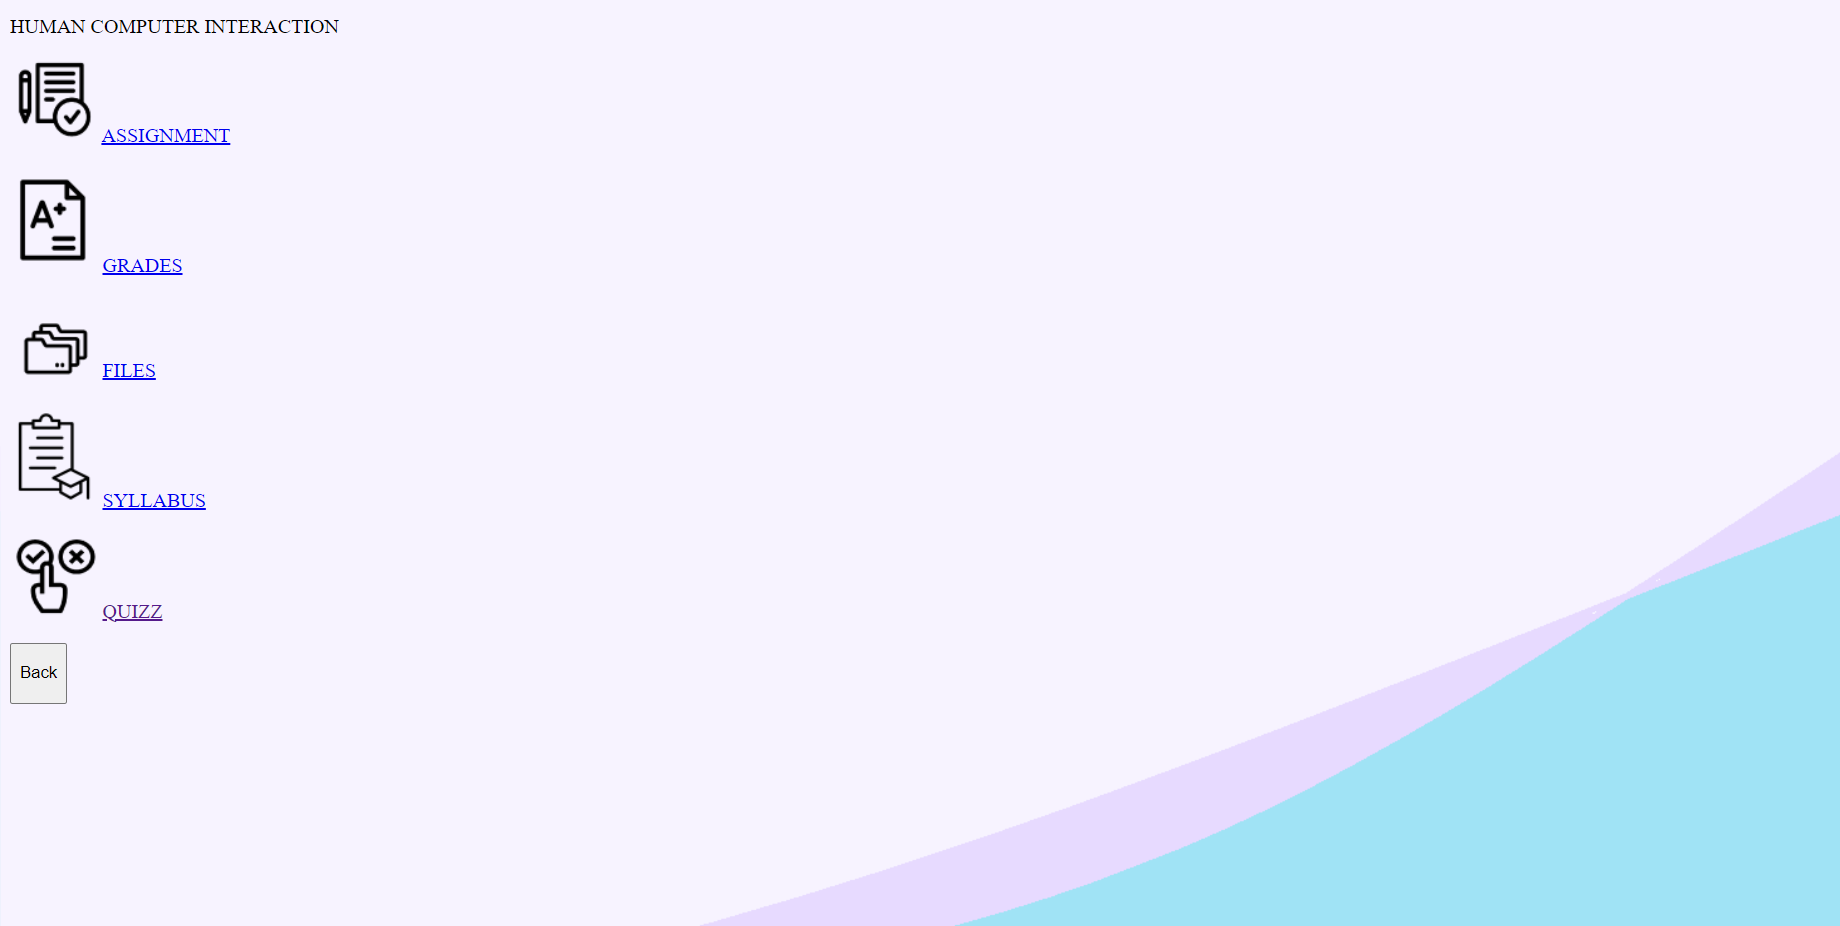 HUMAN COMPUTER INTERACTION
ASSIGNMENT
A+
GRADES
FILES
SYLLABUS
QUIZZ
Back